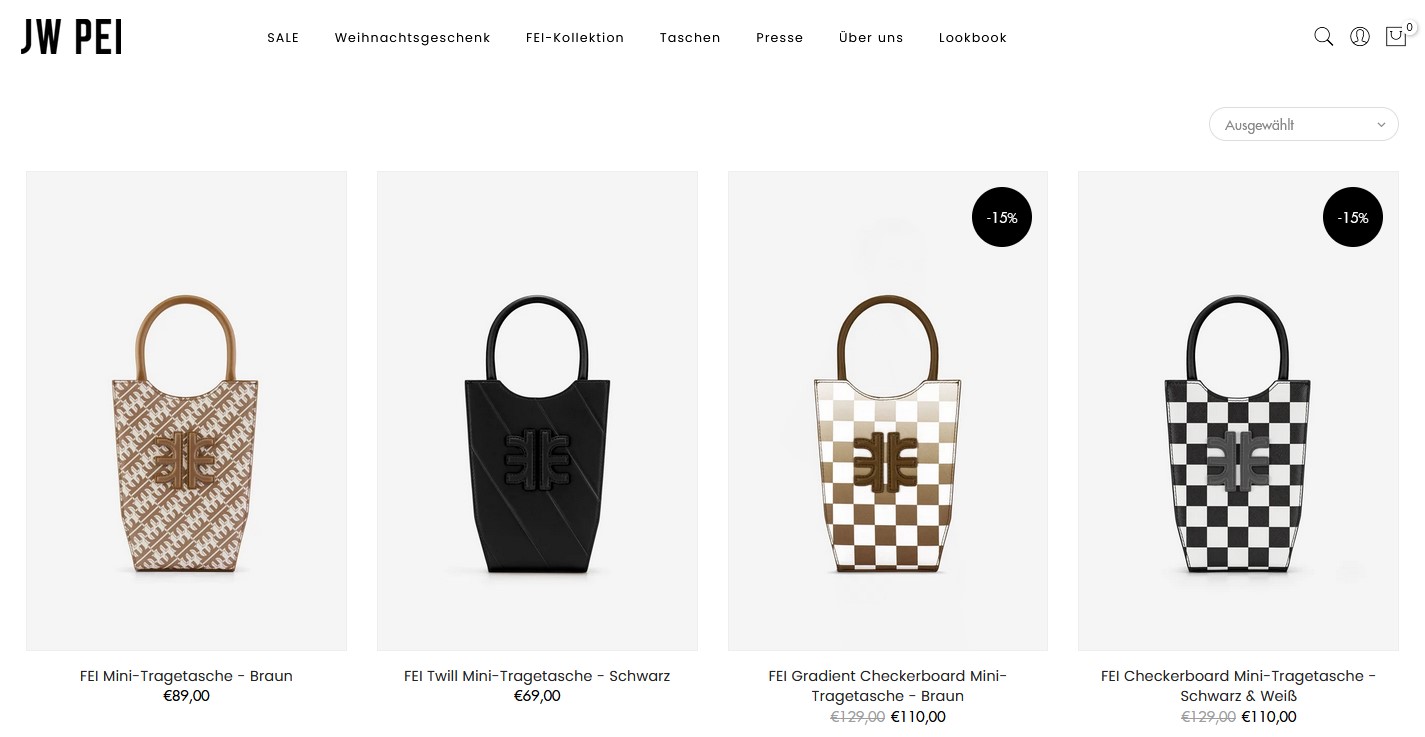 JW PEI
SALE
Weihnachtsgeschenk
FEI-Kollektion
Taschen
Presse
Über uns
Lookbook
0
Ausgewählt
-15%
-15%
FEI Mini-Tragetasche - Braun
€89,00
FEI Twill Mini-Tragetasche - Schwarz
€69,00
FEI Gradient Checkerboard Mini-
Tragetasche - Braun
€129,00 €110,00
FEI Checkerboard Mini-Tragetasche -
Schwarz & Weiß
€129,00 €110,00